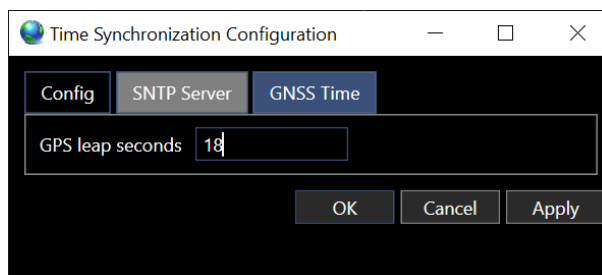 Time Synchronization Configuration
Config SNTP Server GNSS Time
GPS leap seconds 18
OK Cancel Apply